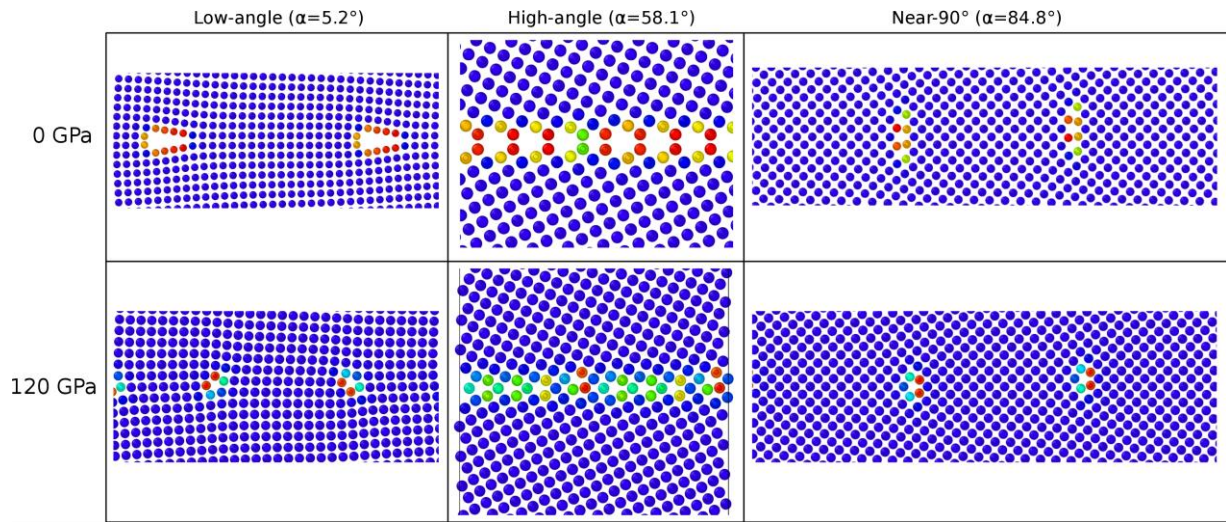 Low-angle (α=5.2°) High-angle (α=58.1°) Near-90° (α=84.8°)
0 GPa
120 GPa